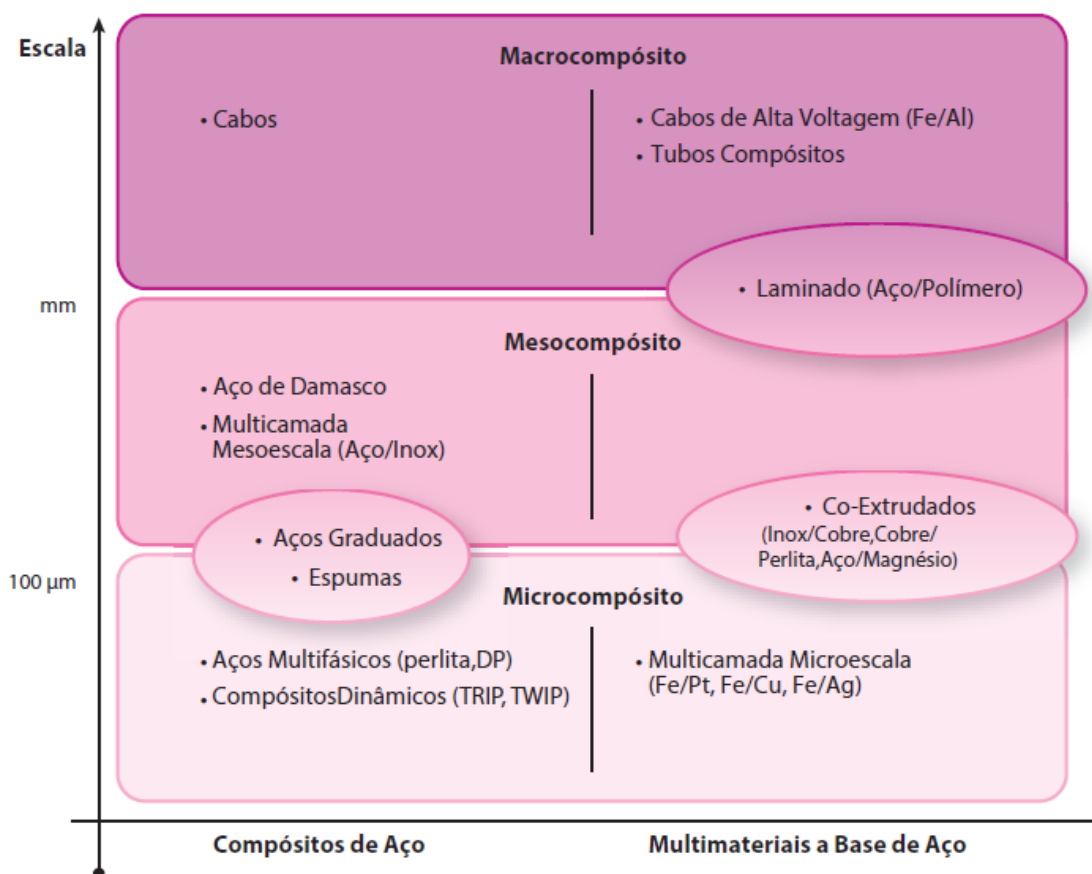 Escala
Macrocompósito
• Cabos
• Cabos de Alta Voltagem (Fe/Al)
• Tubos Compósitos
• Laminado (Aço/Polímero)
mm
Mesocompósito
• Aço de Damasco
• Multicamada
Mesoescala (Aço/Inox)
• Aços Graduados
• Espumas
• Co-Extrudados
(Inox/Cobre,Cobre/
Perlita,Aço/Magnésio)
100 µm
Microcompósito
• Aços Multifásicos (perlita,DP)
• CompósitosDinâmicos (TRIP, TWIP)
• Multicamada Microescala
(Fe/Pt, Fe/Cu, Fe/Ag)
Compósitos de Aço
Multimateriais a Base de Aço